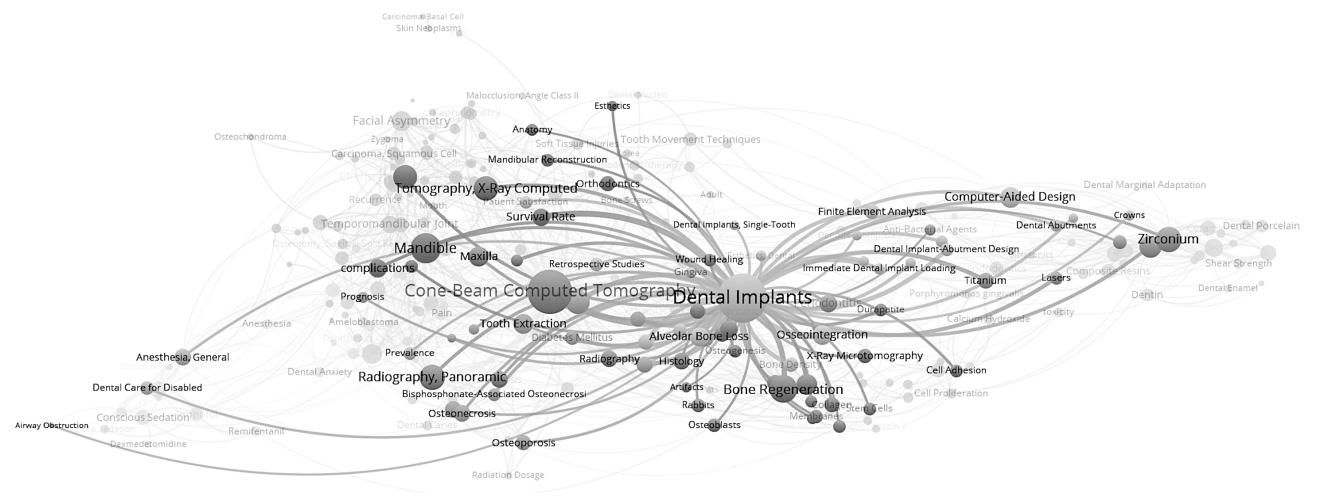 Carcinoma, Basal Cell
Skin Neoplasms
Malocclusion, Angle Class II
Dental Models
Esthetics
Facial Asymmetry
Anatomy
Osteochondroma
Zygoma
Soft Tissue Injuries
Tooth Movement Techniques
Carcinoma, Squamous Cell
Mandibular Reconstruction
Tomography, X-Ray Computed
Orthodontics
Dental Marginal Adaptation
Recurrence
Mouth
Patient Satisfaction
Bone Screws
Adult
Computer-Aided Design
Survival Rate
Finite Element Analysis
Crowns
Temporomandibular Joint
Dental Implants, Single-Tooth
Anti-Bacterial Agents
Dental Abutments
Dental Porcelain
Zirconium
Mandible
Maxilla
Dental Implant-Abutment Design
Wound Healing
complications
Retrospective Studies
Gingiva
Immediate Dental Implant Loading
Composite Resins
Shear Strength
Titanium
Lasers
Cone-Beam Computed Tomography
Dental Implants
Prognosis
Porphyromonas gingivalis
Dentin
Dental Enamel
Pain
Durapatite
toxicity
Anesthesia
Ameloblastoma
Tooth Extraction
Calcium Hydroxide
Diabetes Mellitus
Alveolar Bone Loss
Osseointegration
Anesthesia, General
Prevalence
Osteogenesis
Radiography
Histology
X-Ray Microtomography
Bone Density
Dental Anxiety
Radiography, Panoramic
Cell Adhesion
Dental Care for Disabled
Artifacts
Bone Regeneration
Bisphosphonate-Associated Osteonecrosi
Cell Proliferation
Rabbits
Collagen
Stem Cells
Osteonecrosis
Membranes
Conscious Sedation
Airway Obstruction
Dental Caries
Osteoblasts
Remifentanil
Dexmedetomidine
Osteoporosis
Radiation Dosage